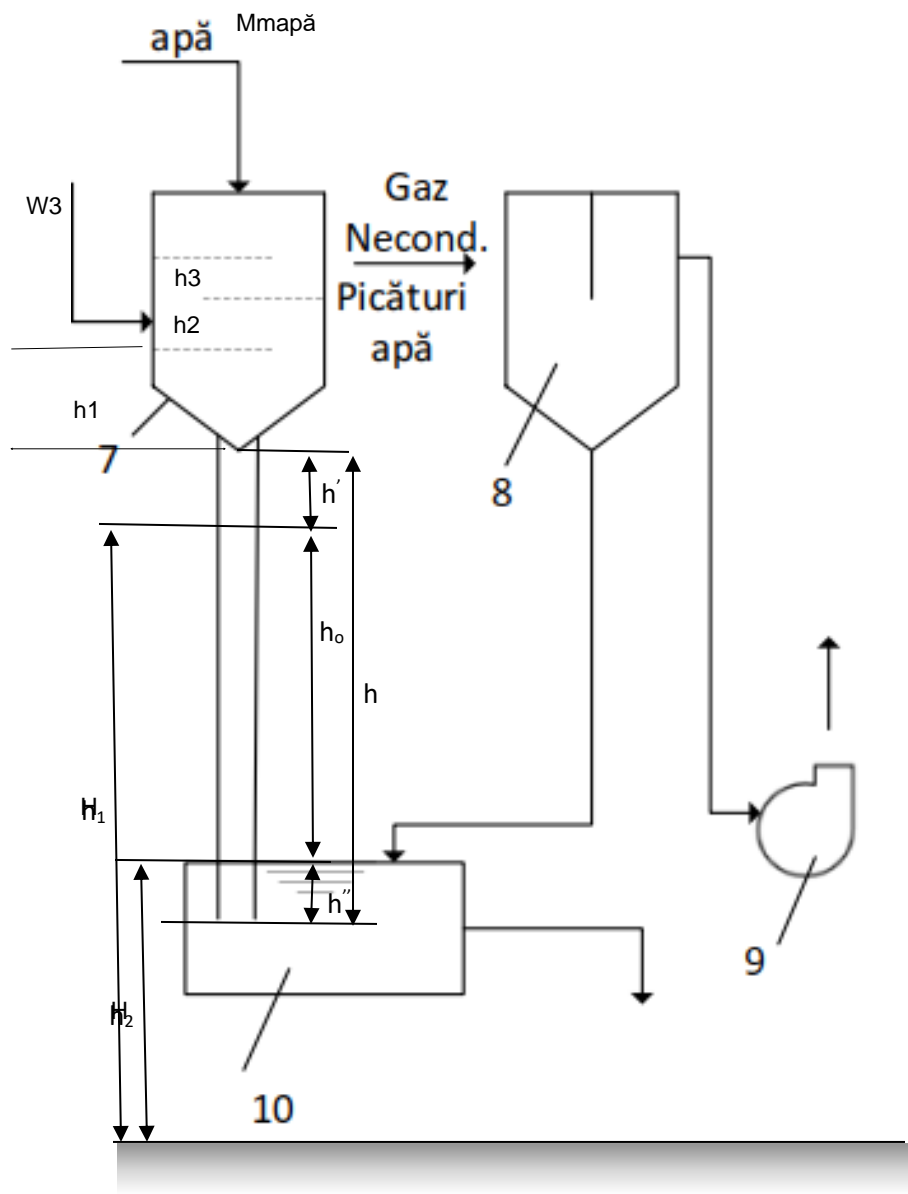 Mmapă
apă
W3
Gaz
Necond.
Picături
apă
h3
h2
h1
7
8
h′
hₒ
h
H₁
h″
9
H₂
10